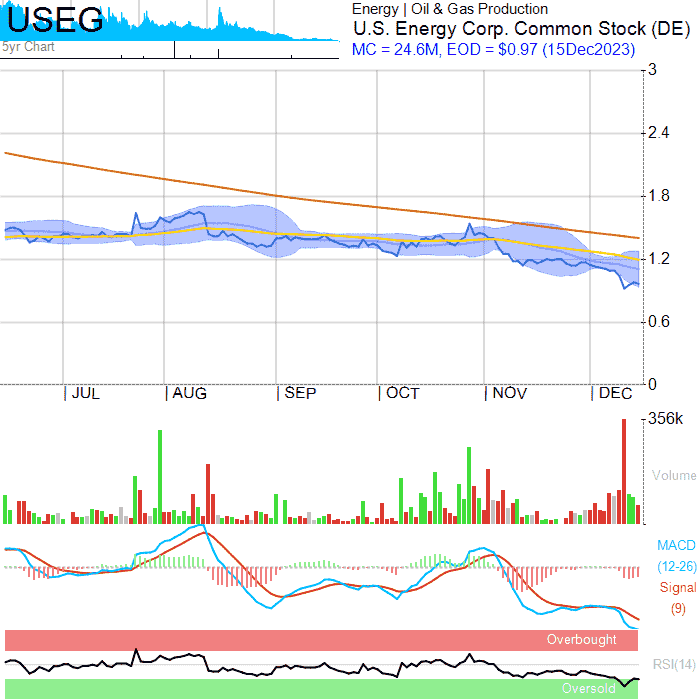 USEG
5yr Chart
Energy | Oil & Gas Production
U.S. Energy Corp. Common Stock (DE)
MC = 24.6M, EOD = $0.97 (15Dec2023)
3
2.4
1.8
1.2
0.6
0
JUL AUG SEP OCT NOV DEC
356k
Volume
MACD
(12-26)
Signal
(9)
Overbought
RSI(14)
Oversold